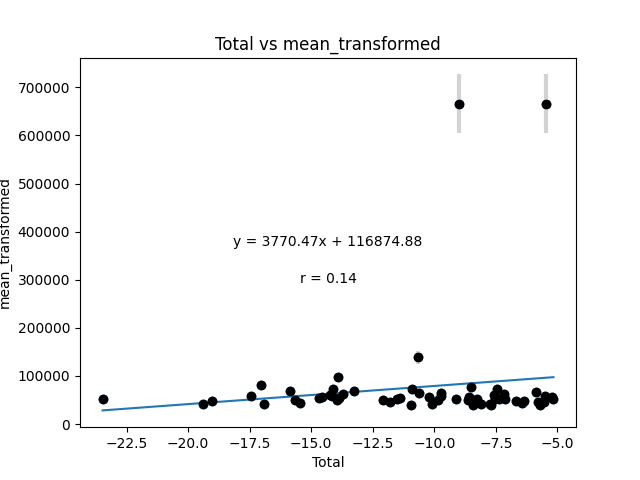 Total vs mean_transformed
mean_transformed
700000
600000
500000
400000
300000
200000
100000
0
y = 3770.47x + 116874.88
r = 0.14
−22.5 −20.0 −17.5 −15.0 −12.5 −10.0 −7.5 −5.0
Total